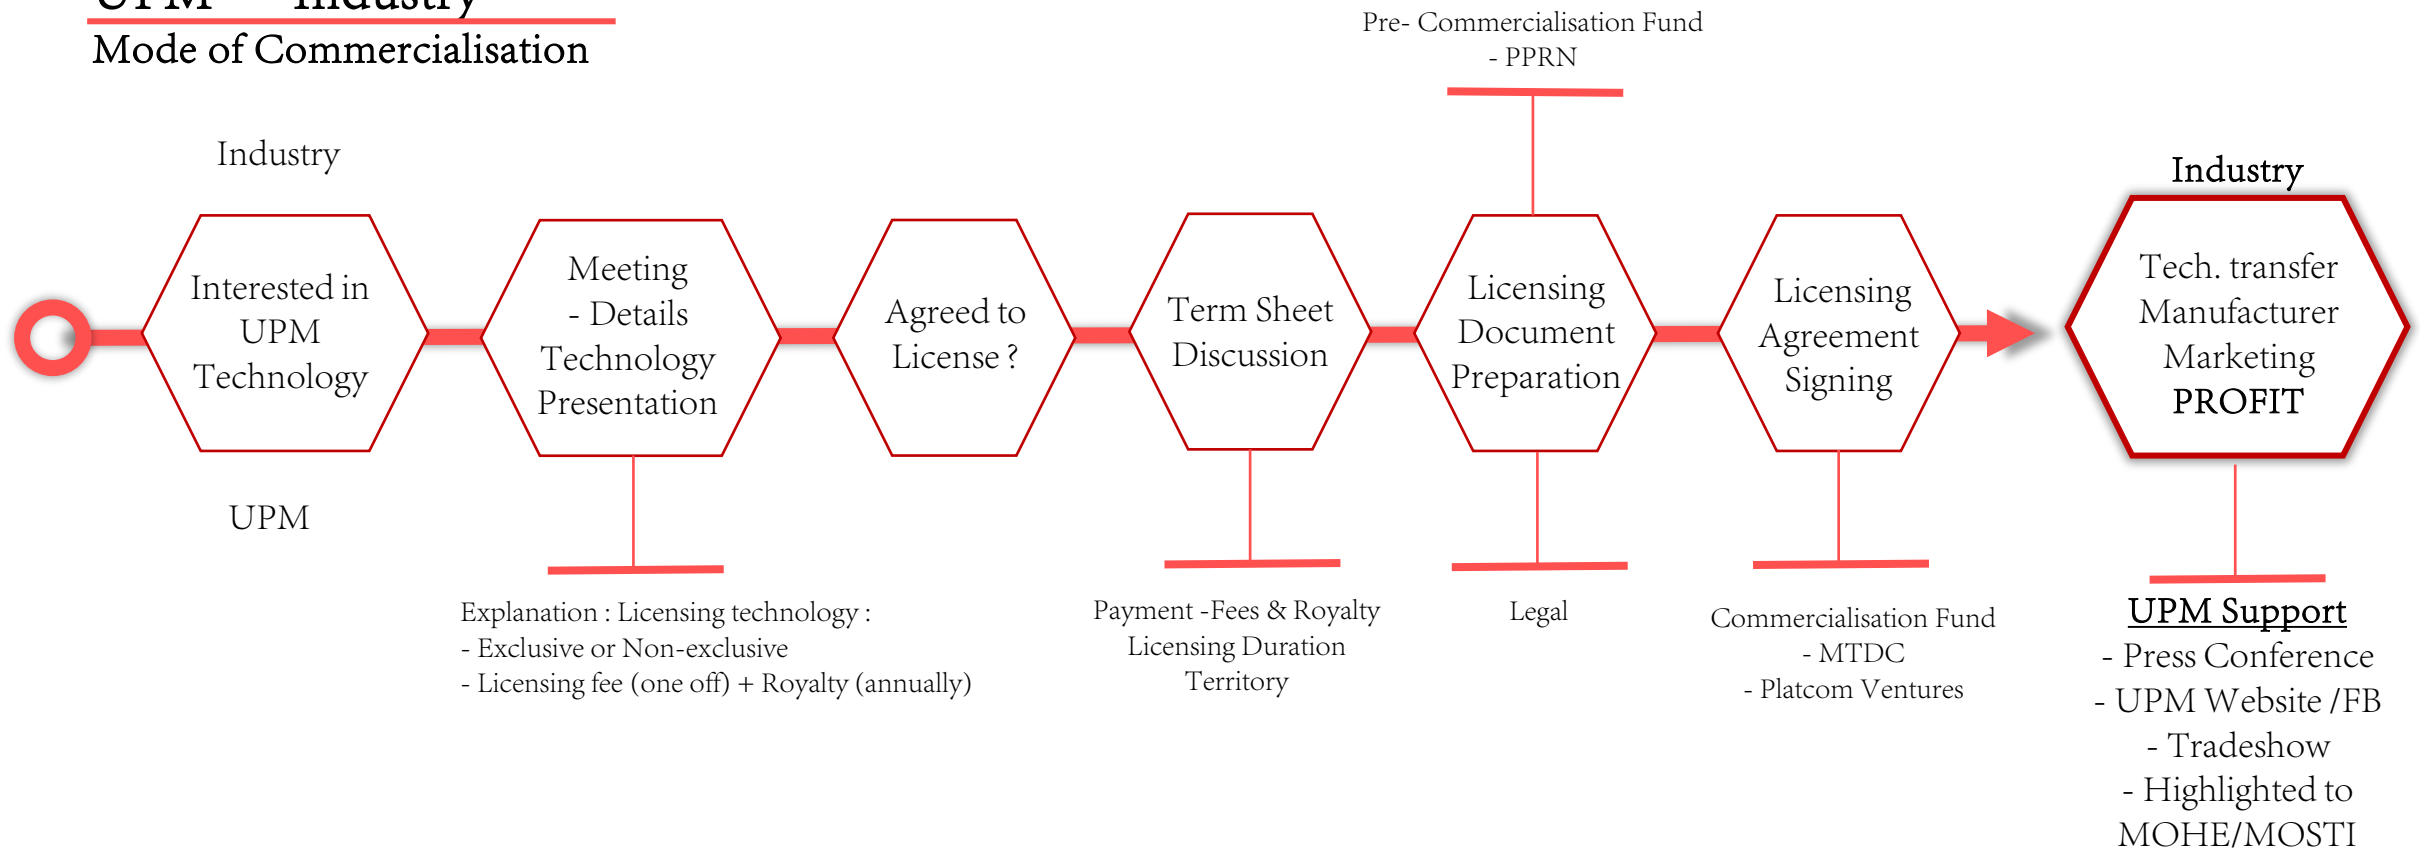 UPM Industry
Mode of Commercialisation
Pre- Commercialisation Fund
- PPRN
Industry
Interested in
UPM
Technology
UPM
Meeting
- Details
Technology
Presentation
Explanation : Licensing technology :
- Exclusive or Non-exclusive
- Licensing fee (one off) + Royalty (annually)
Agreed to
License ?
Term Sheet
Discussion
Payment -Fees & Royalty
Licensing Duration
Territory
Licensing
Document
Preparation
Legal
Licensing
Agreement
Signing
Commercialisation Fund
- MTDC
- Platcom Ventures
Industry
Tech. transfer
Manufacturer
Marketing
PROFIT
UPM Support
- Press Conference
- UPM Website /FB
- Tradeshow
- Highlighted to
MOHE/MOSTI